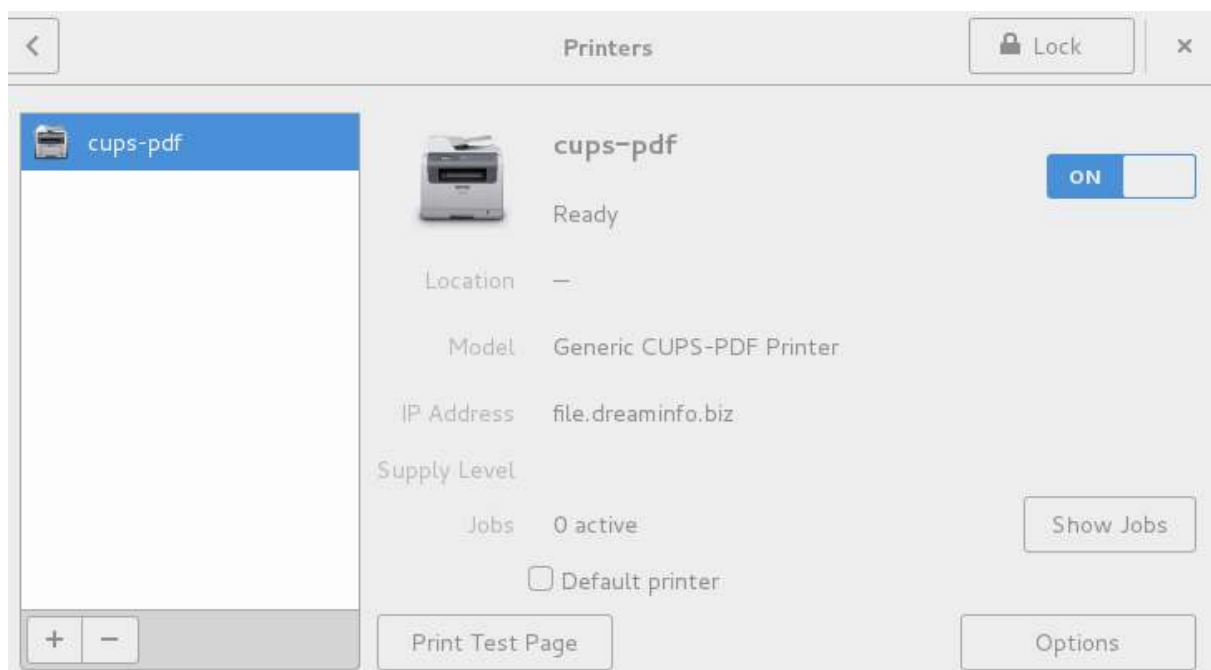 Printers
Lock
cups-pdf
cups-pdf
ON
Ready
Location —
Model Generic CUPS-PDF Printer
IP Address file.dreaminfo.biz
Supply Level
Jobs 0 active
Show Jobs
Default printer
Print Test Page
Options